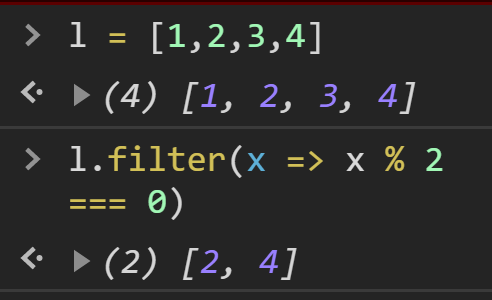 > l = [1,2,3,4]
(4) [1, 2, 3, 4]
> l.filter(x => x % 2
=== 0)
(2) [2, 4]